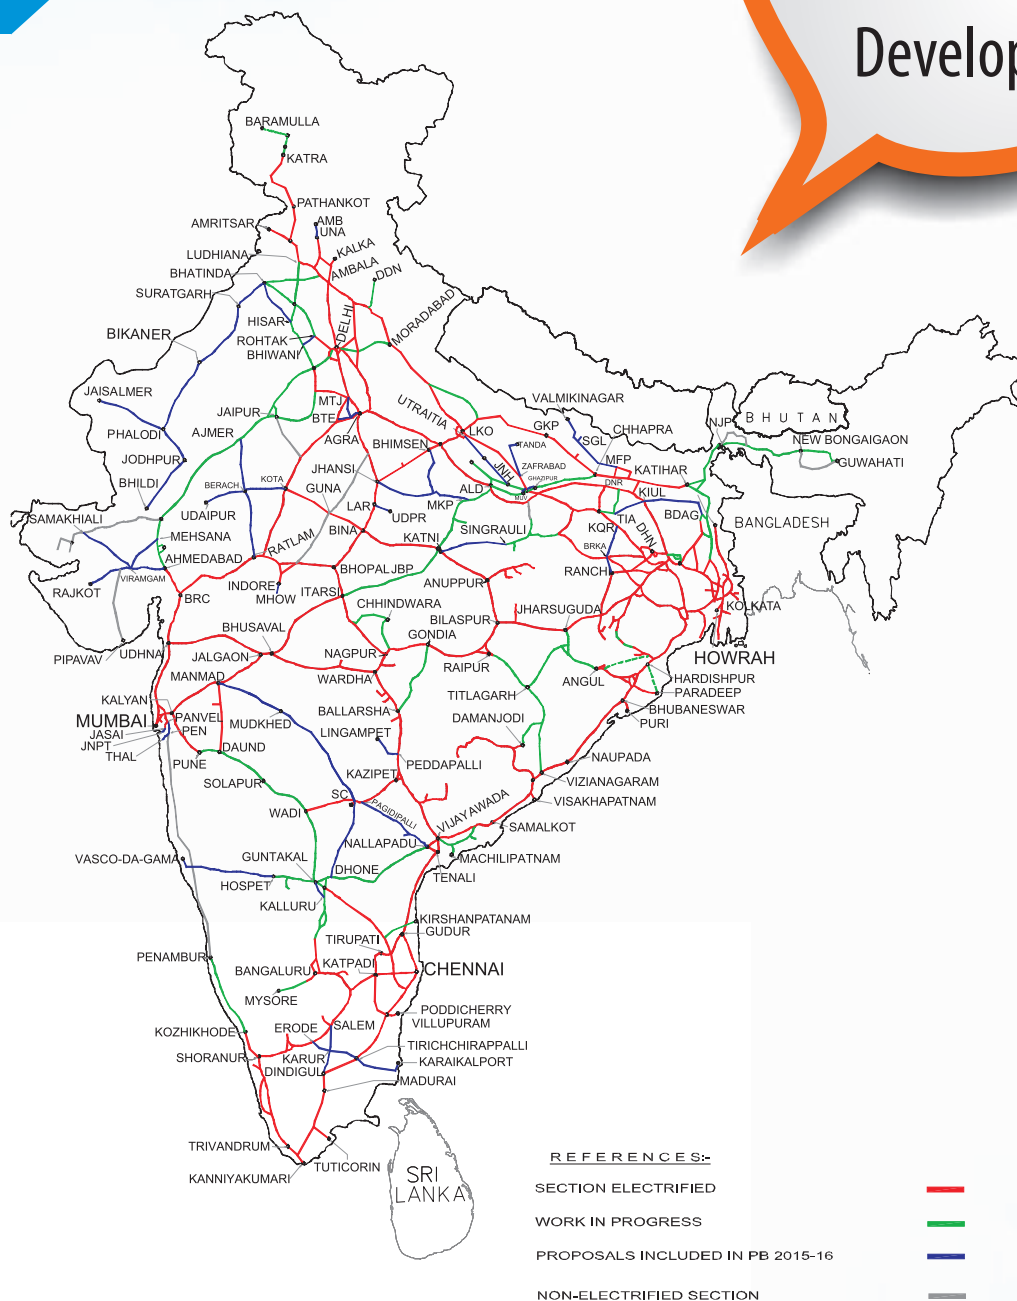 Develop
BARAMULLA
KATRA
PATHANKOT
AMRITSAR
AMB
UNA
LUDHIANA
KALKA
AMBALA
BHATINDA
DDN
SURATGARH
HISAR
DELHI
MORADABAD
BIKANER
ROHTAK
BHIWANI
JAISALMER
MTJ
BTE
UTRAITIA
VALMIKINAGAR
BHUTAN
NJP
JAIPUR
AJMER
AGRA
BHIMSEN
LKO
GKP
SGL
CHHAPRA
NEW BONGAIGAON
GUWAHATI
PHALODI
JODHPUR
TANDA
MFP
KATIHAR
JHANSI
JNH
ZAFRABAD
GHAZIPUR
BHILDI
BERACH
KOTA
GUNA
ALD
MUV
DNR
KIUL
UDAIPUR
LAR
UDPR
MKP
TIA
BDAG
SAMAKHIALI
BINA
SINGRAULI
KQR
DHN
BANGLADESH
MEHSANA
RATLAM
KATNI
BRKA
AHMEDABAD
BHOPAL
JBP
RANCHI
VIRAMGAM
INDORE
MHOW
ITARSI
ANUPPUR
RAJKOT
BRC
CHHINDWARA
JHARSUGUDA
KOLKATA
BHUSAVAL
BILASPUR
GONDIA
PIPAVAV
UDHNA
JALGAON
NAGPUR
RAIPUR
HOWRAH
MANMAD
WARDHA
ANGUL
HARDISHPUR
PARADEEP
TITLAGARH
KALYAN
BALLARSHA
BHUBANESWAR
PURI
MUMBAI
PANVEL
MUDKHED
DAMANJODI
JASAI
PEN
LINGAMPET
JNPT
THAL
DAUND
PUNE
PEDDAPALLI
NAUPADA
SOLAPUR
KAZIPET
VIZIANAGARAM
SC
PAGIDIPALLI
VISAKHAPATNAM
WADI
VIJAYAWADA
SAMALKOT
NALLAPADU
VASCO-DA-GAMA
GUNTAKAL
MACHILIPATNAM
DHONE
TENALI
HOSPET
KALLURU
KIRSHANPATANAM
GUDUR
TIRUPATI
PENAMBUR
KATPADI
BANGALURU
CHENNAI
MYSORE
PODDICHERRY
VILLUPURAM
KOZHIKHODE
ERODE
SALEM
TIRICHCHIRAPPALLI
SHORANUR
KARUR
KARAIKALPORT
DINDIGUL
MADURAI
TRIVANDRUM
TUTICORIN
KANNIYAKUMARI
SRI
LANKA
REFERENCES:-
SECTION ELECTRIFIED
WORK IN PROGRESS
PROPOSALS INCLUDED IN PB 2015-16
NON-ELECTRIFIED SECTION